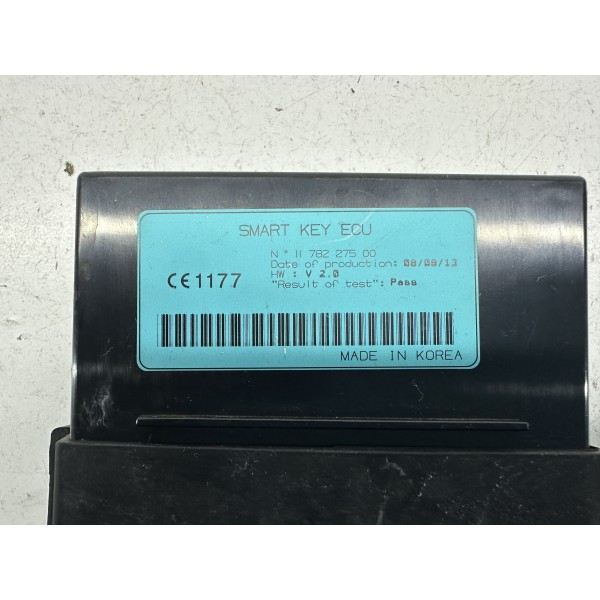 SMART KEY ECU
N° 11 782 275 00
Date of production: 08/09/13
HW : V 2.0
"Result of test": Pass
CE1177
MADE IN KOREA